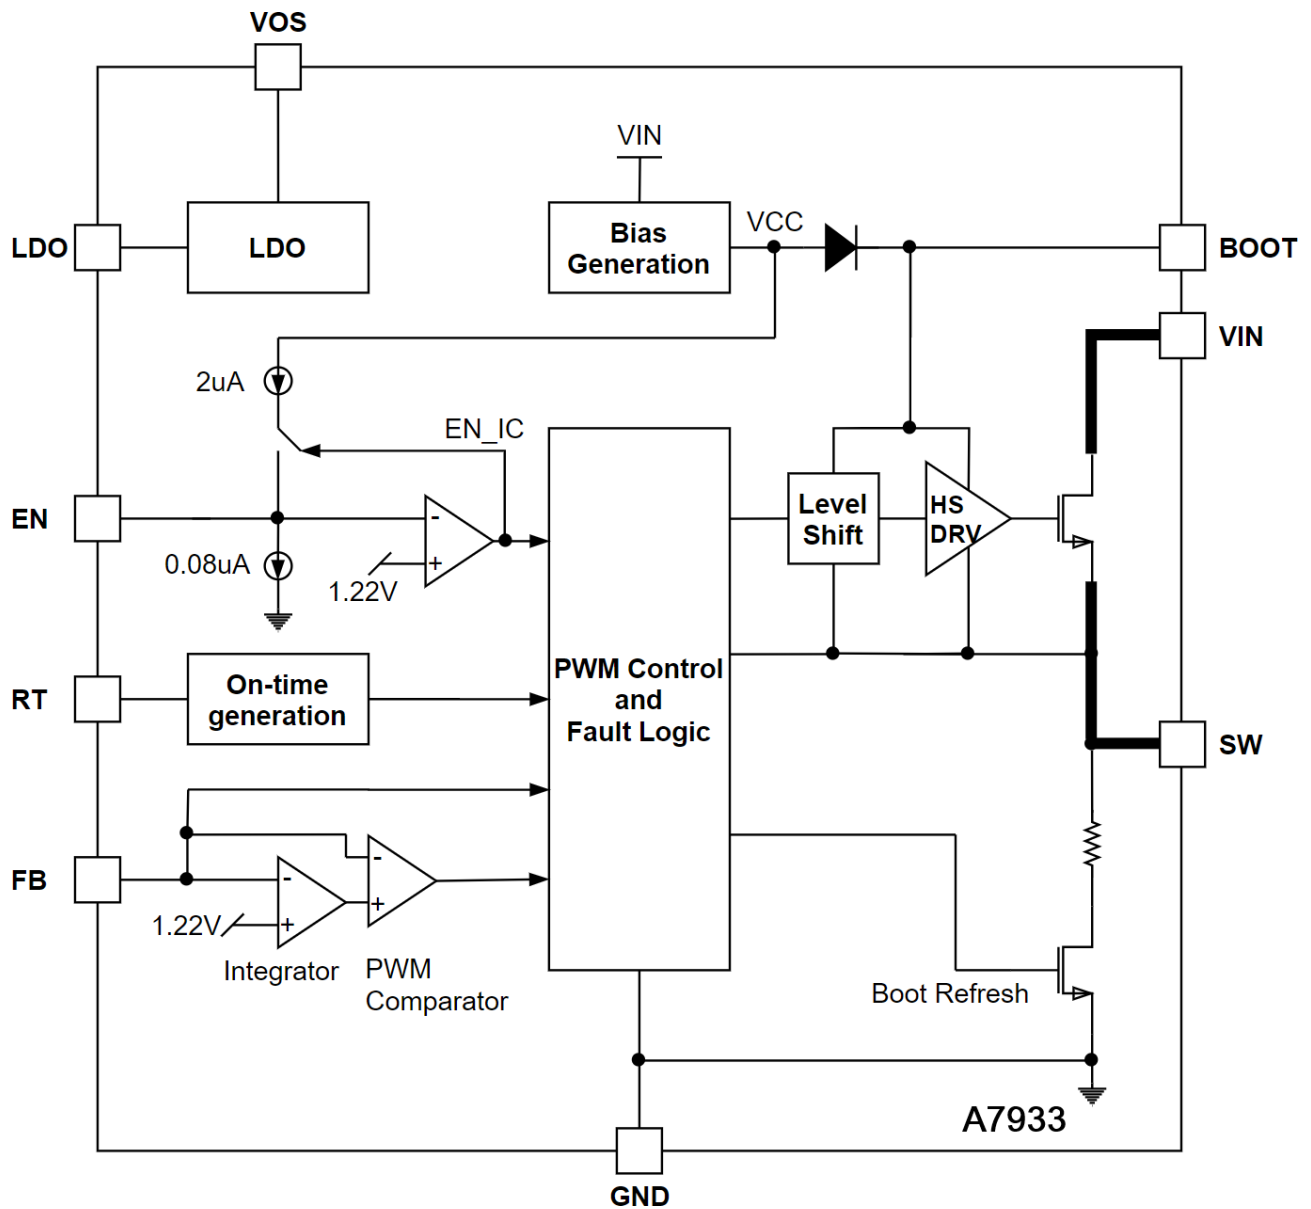 VOS
VIN
LDO
LDO
Bias
Generation
VCC
BOOT
VIN
2uA
EN_IC
EN
-
+
1.22V
0.08uA
Level
Shift
HS
DRV
RT
On-time
generation
PWM Control
and
Fault Logic
SW
FB
-
+
-
+
1.22V
Integrator
PWM
Comparator
Boot Refresh
A7933
GND